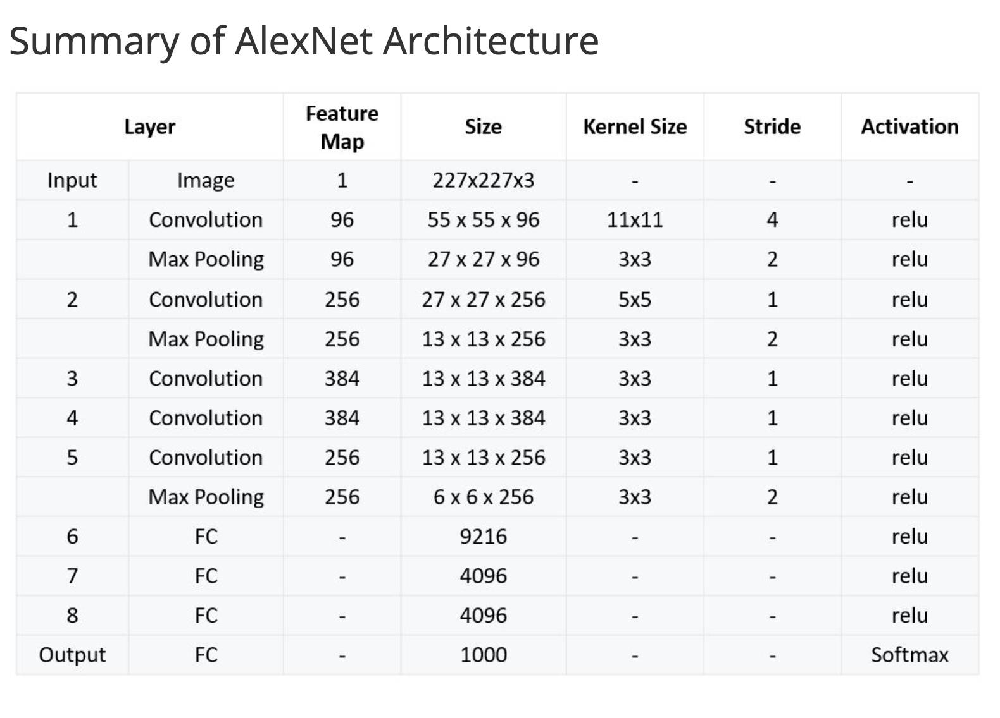 Summary of AlexNet Architecture
Layer Feature Map Size Kernel Size Stride Activation
Input Image 1 227x227x3 - - -
1 Convolution 96 55 x 55 x 96 11x11 4 relu
Max Pooling 96 27 x 27 x 96 3x3 2 relu
2 Convolution 256 27 x 27 x 256 5x5 1 relu
Max Pooling 256 13 x 13 x 256 3x3 2 relu
3 Convolution 384 13 x 13 x 384 3x3 1 relu
4 Convolution 384 13 x 13 x 384 3x3 1 relu
5 Convolution 256 13 x 13 x 256 3x3 1 relu
Max Pooling 256 6 x 6 x 256 3x3 2 relu
6 FC - 9216 - - relu
7 FC - 4096 - - relu
8 FC - 4096 - - relu
Output FC - 1000 - - Softmax